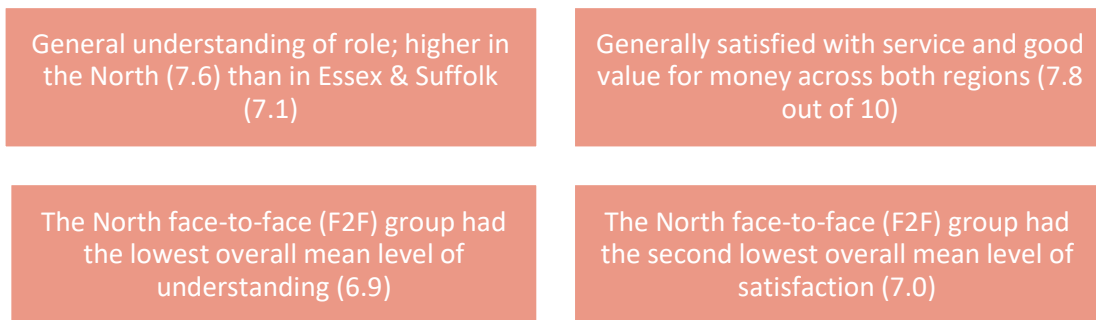 General understanding of role; higher in
the North (7.6) than in Essex & Suffolk
(7.1)
Generally satisfied with service and good
value for money across both regions (7.8
out of 10)
The North face-to-face (F2F) group had
the lowest overall mean level of
understanding (6.9)
The North face-to-face (F2F) group had
the second lowest overall mean level of
satisfaction (7.0)